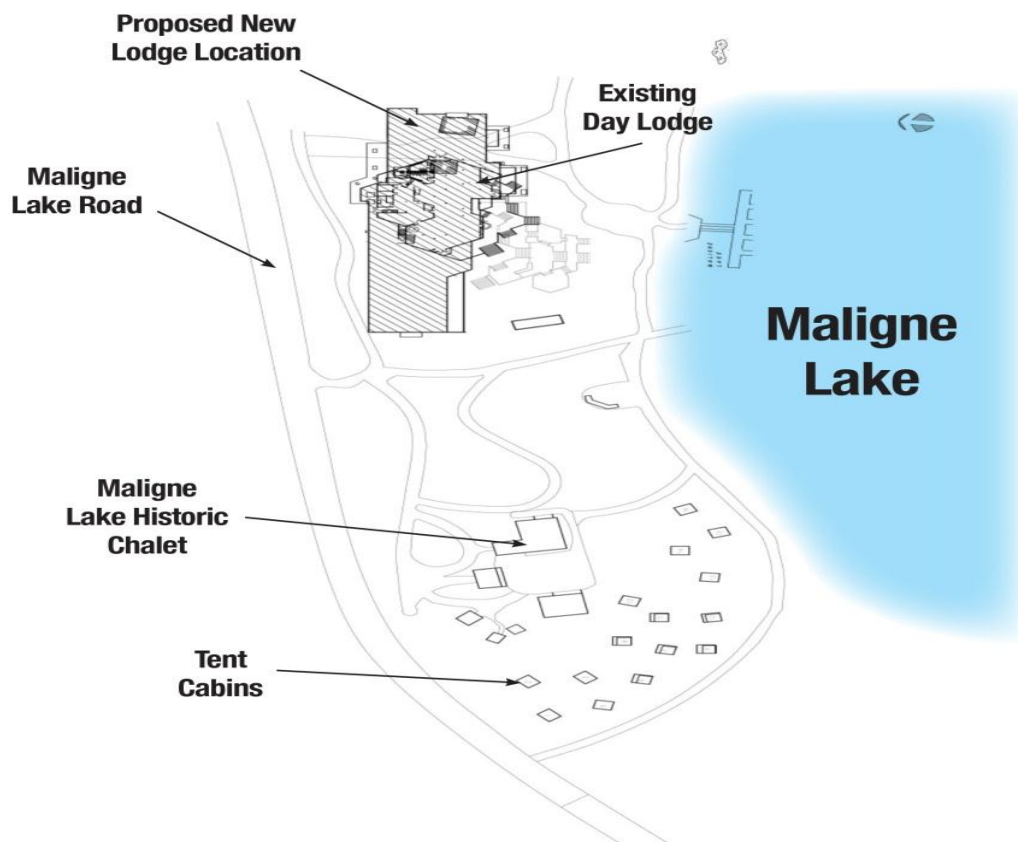 Proposed New
Lodge Location
Existing
Day Lodge
Maligne
Lake Road
Maligne
Lake
Maligne
Lake Historic
Chalet
Tent
Cabins